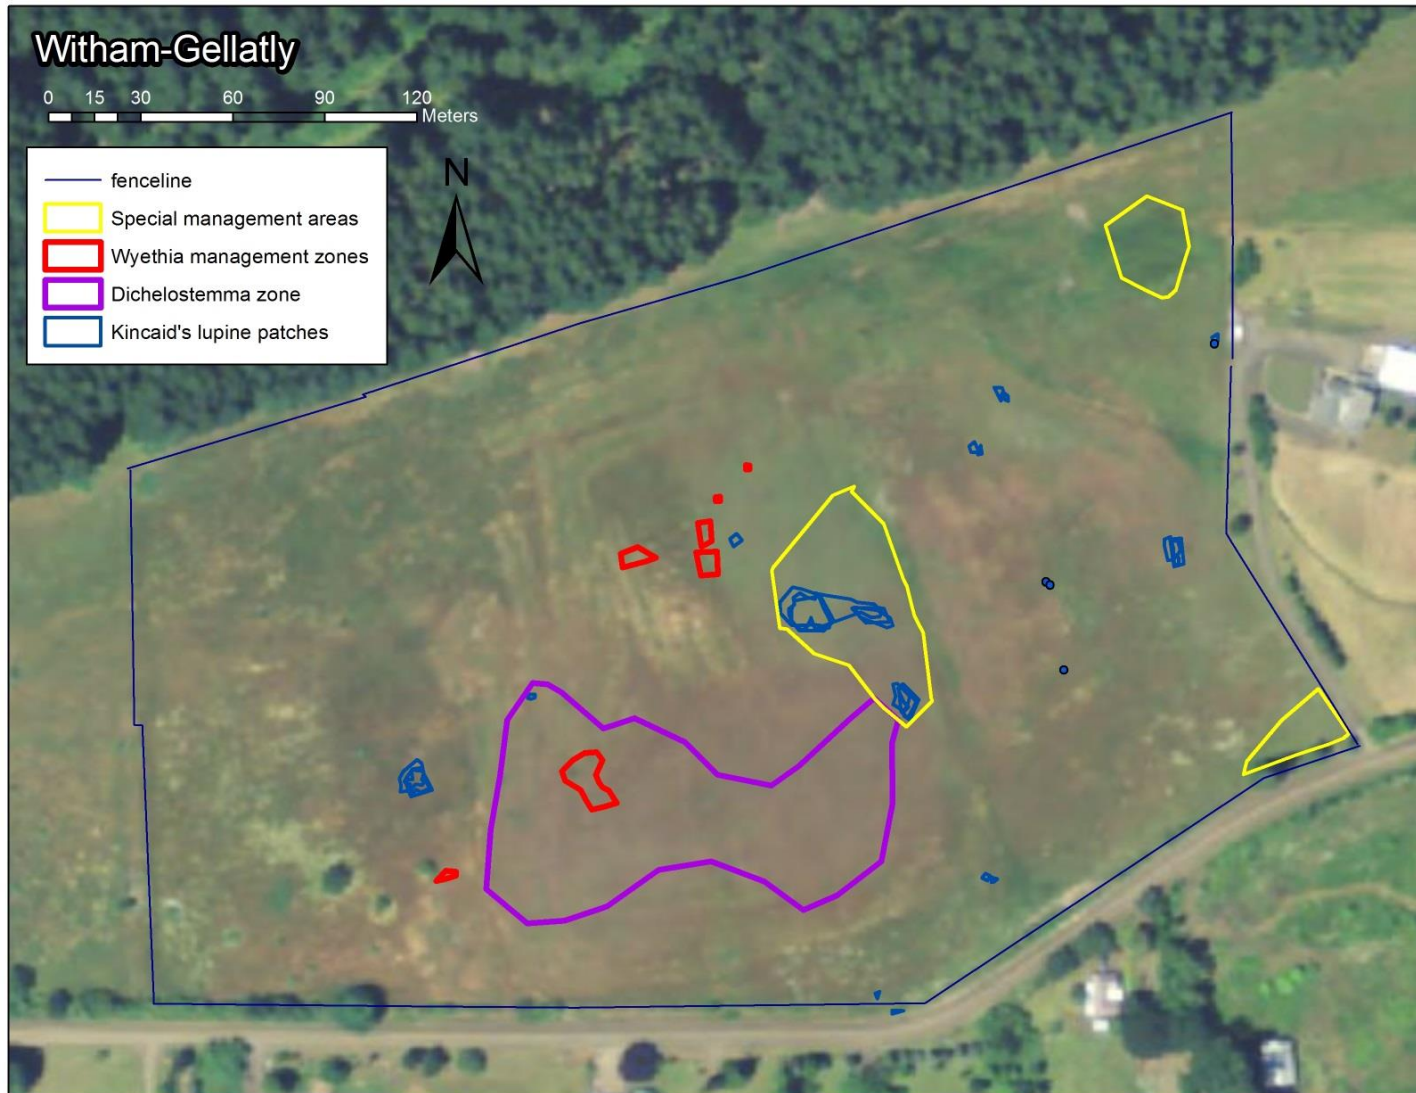 Witham-Gellatly
0 15 30 60 90 120
Meters
N
fenceline
Special management areas
Wyethia management zones
Dichelostemma zone
Kincaid's lupine patches